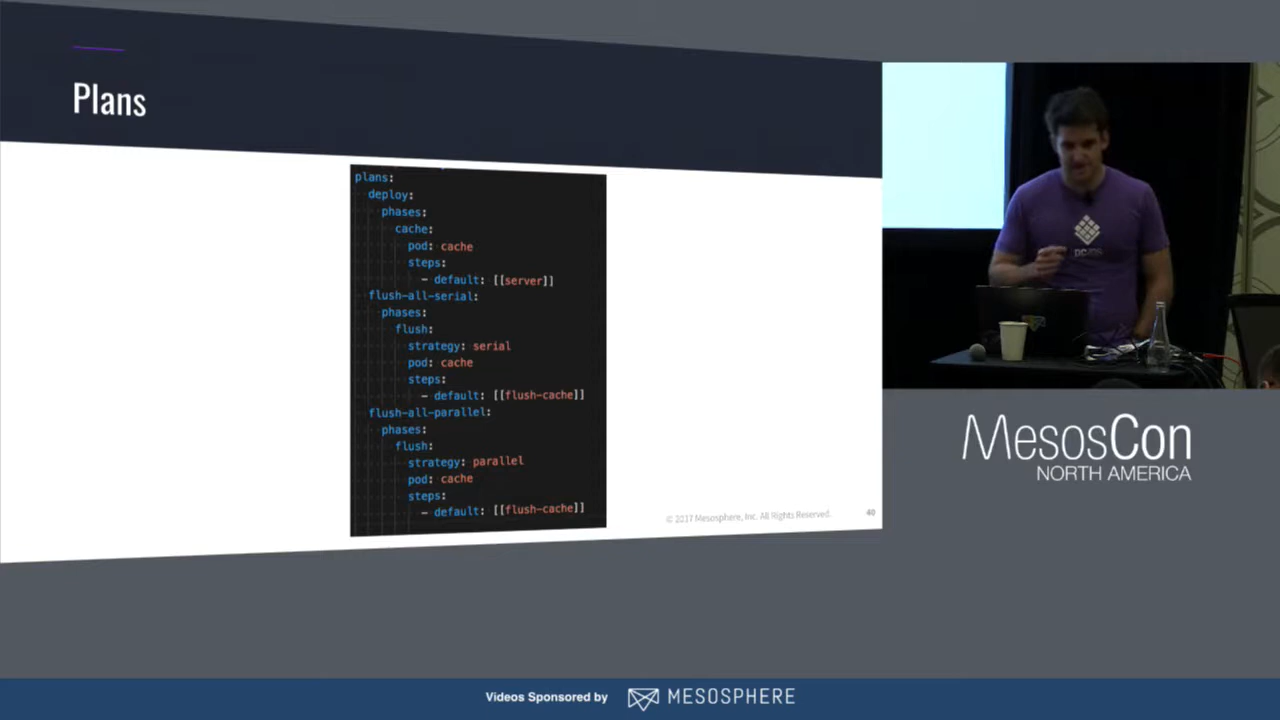 Plans
plans:
deploy:
phases:
cache:
pod: cache
steps:
- default: [[server]]
flush-all-serial:
phases:
flush:
strategy: serial
pod: cache
steps:
- default: [[flush-cache]]
flush-all-parallel:
phases:
flush:
strategy: parallel
pod: cache
steps:
- default: [[flush-cache]]
© 2017 Mesosphere, Inc. All Rights Reserved.
40
MesosCon
NORTH AMERICA
Videos Sponsored by MESOSPHERE